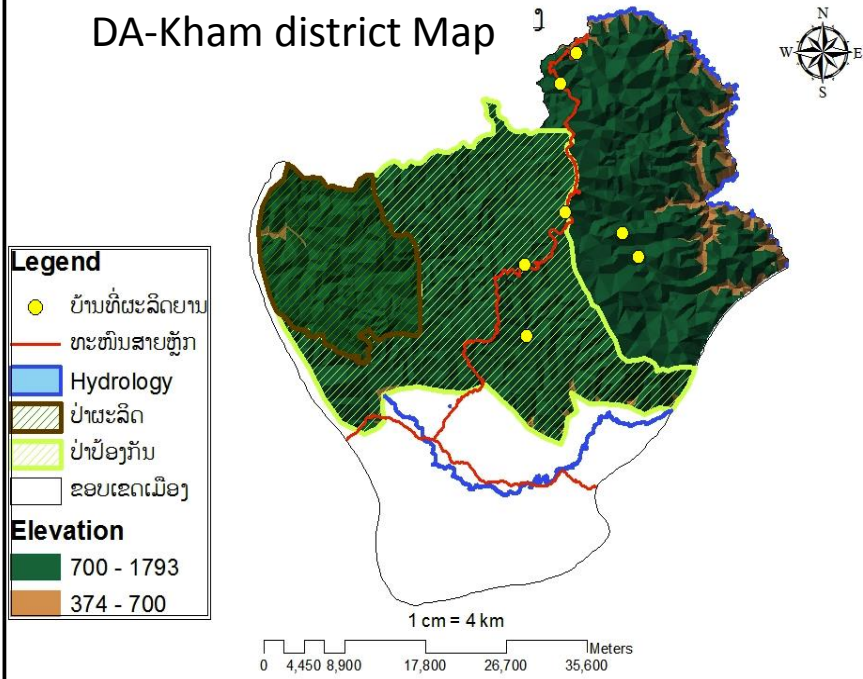 DA-Kham district Map
ງ
N
W E
S
Legend
ບ້ານທີ່ຜະລິດຍານ
ທະໜົນສາຍຫຼັກ
Hydrology
ປ່າຜະລິດ
ປ່າປ້ອງກັນ
ຂອບເຂດເມືອງ
Elevation
700 - 1793
374 - 700
1 cm = 4 km
Meters
0 4,450 8,900 17,800 26,700 35,600